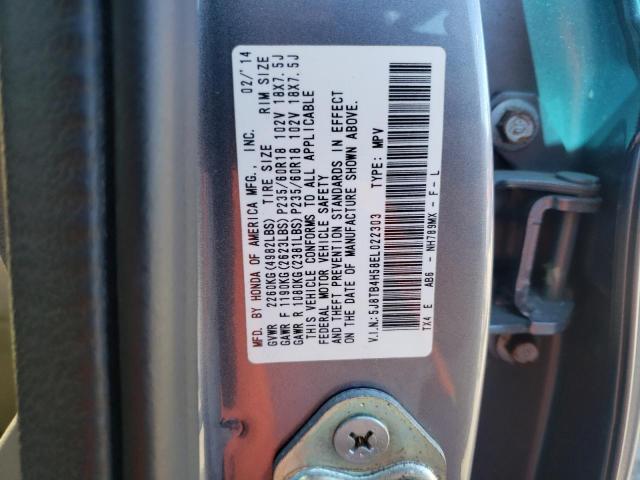 MFD. BY HONDA OF AMERICA MFG., INC. 02/'14
GVWR 2260KG(4982LBS) TIRE SIZE RIM SIZE
GAWR F 1190KG(2623LBS)P235/60R18 102V 18X7.5J
GAWR R 1080KG(2381LBS)P235/60R18 102V 18X7.5J
THIS VEHICLE CONFORMS TO ALL APPLICABLE
FEDERAL MOTOR VEHICLE SAFETY
AND THEFT PREVENTION STANDARDS IN EFFECT
ON THE DATE OF MANUFACTURE SHOWN ABOVE.
V.I.N.: 5J8TB4H58EL022303 TYPE: MPV
TX4 E AB6 - NH789MX - F - L